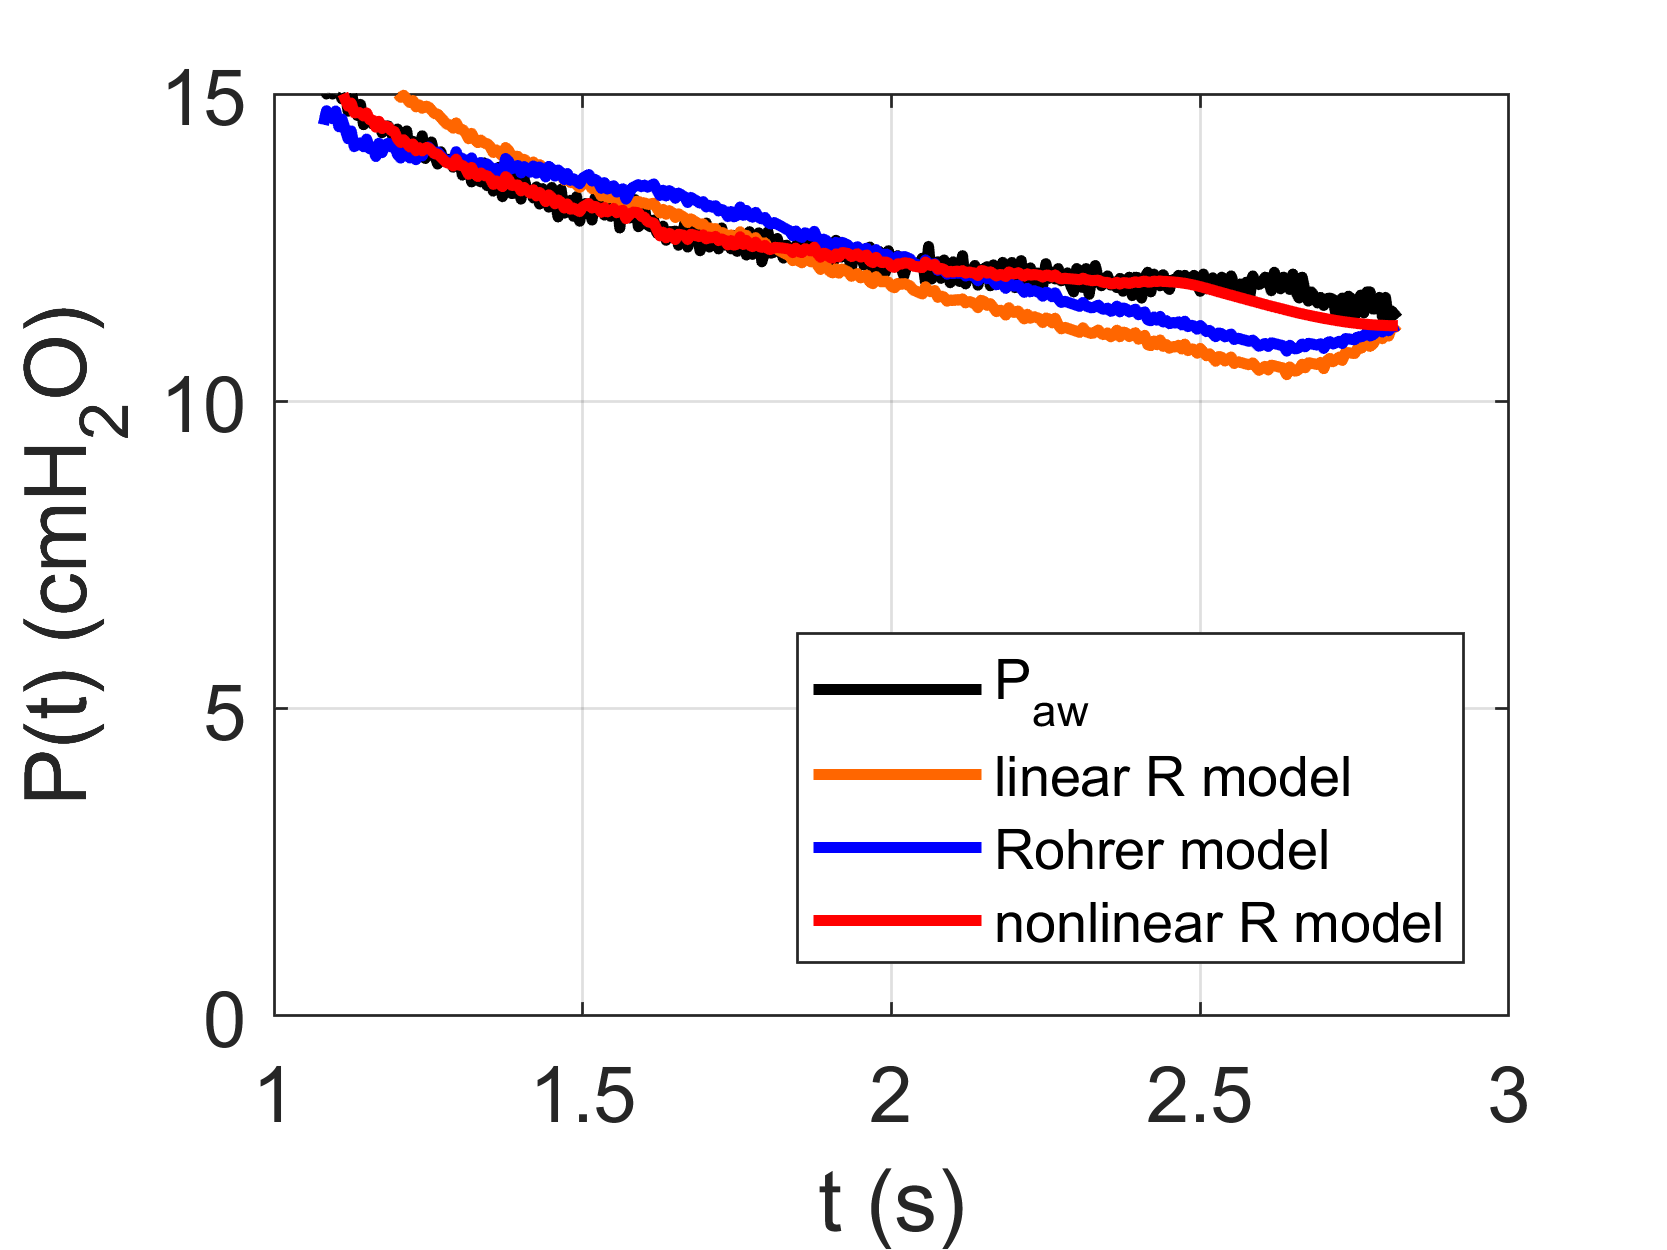 P(t) (cmH2O)
15
10
5
0
1 1.5 2 2.5 3
t (s)
Paw
linear R model
Rohrer model
nonlinear R model